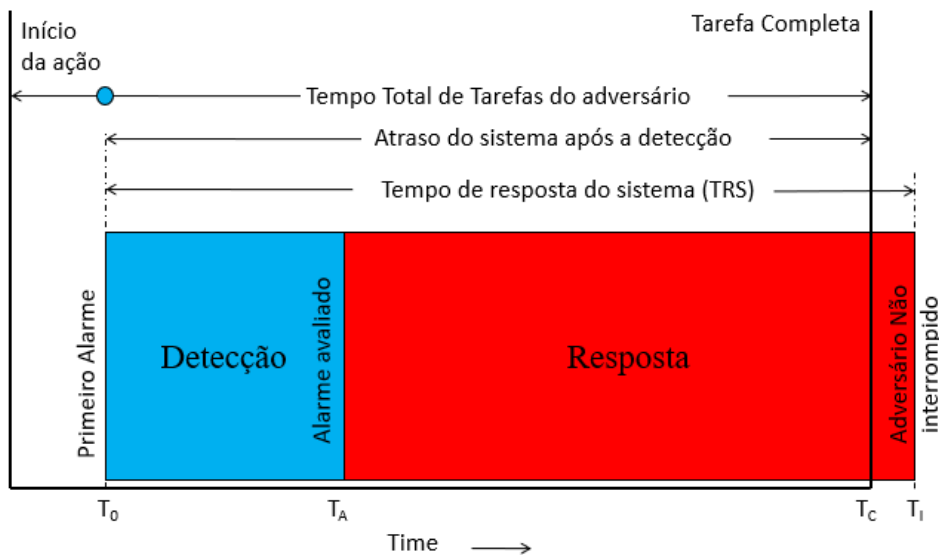 Início
da ação
Tarefa Completa
Tempo Total de Tarefas do adversário
Atraso do sistema após a detecção
Tempo de resposta do sistema (TRS)
Primeiro Alarme
Detecção
Alarme avaliado
Resposta
Adversário Não
interrompido
T0
TA
TC
TI
Time